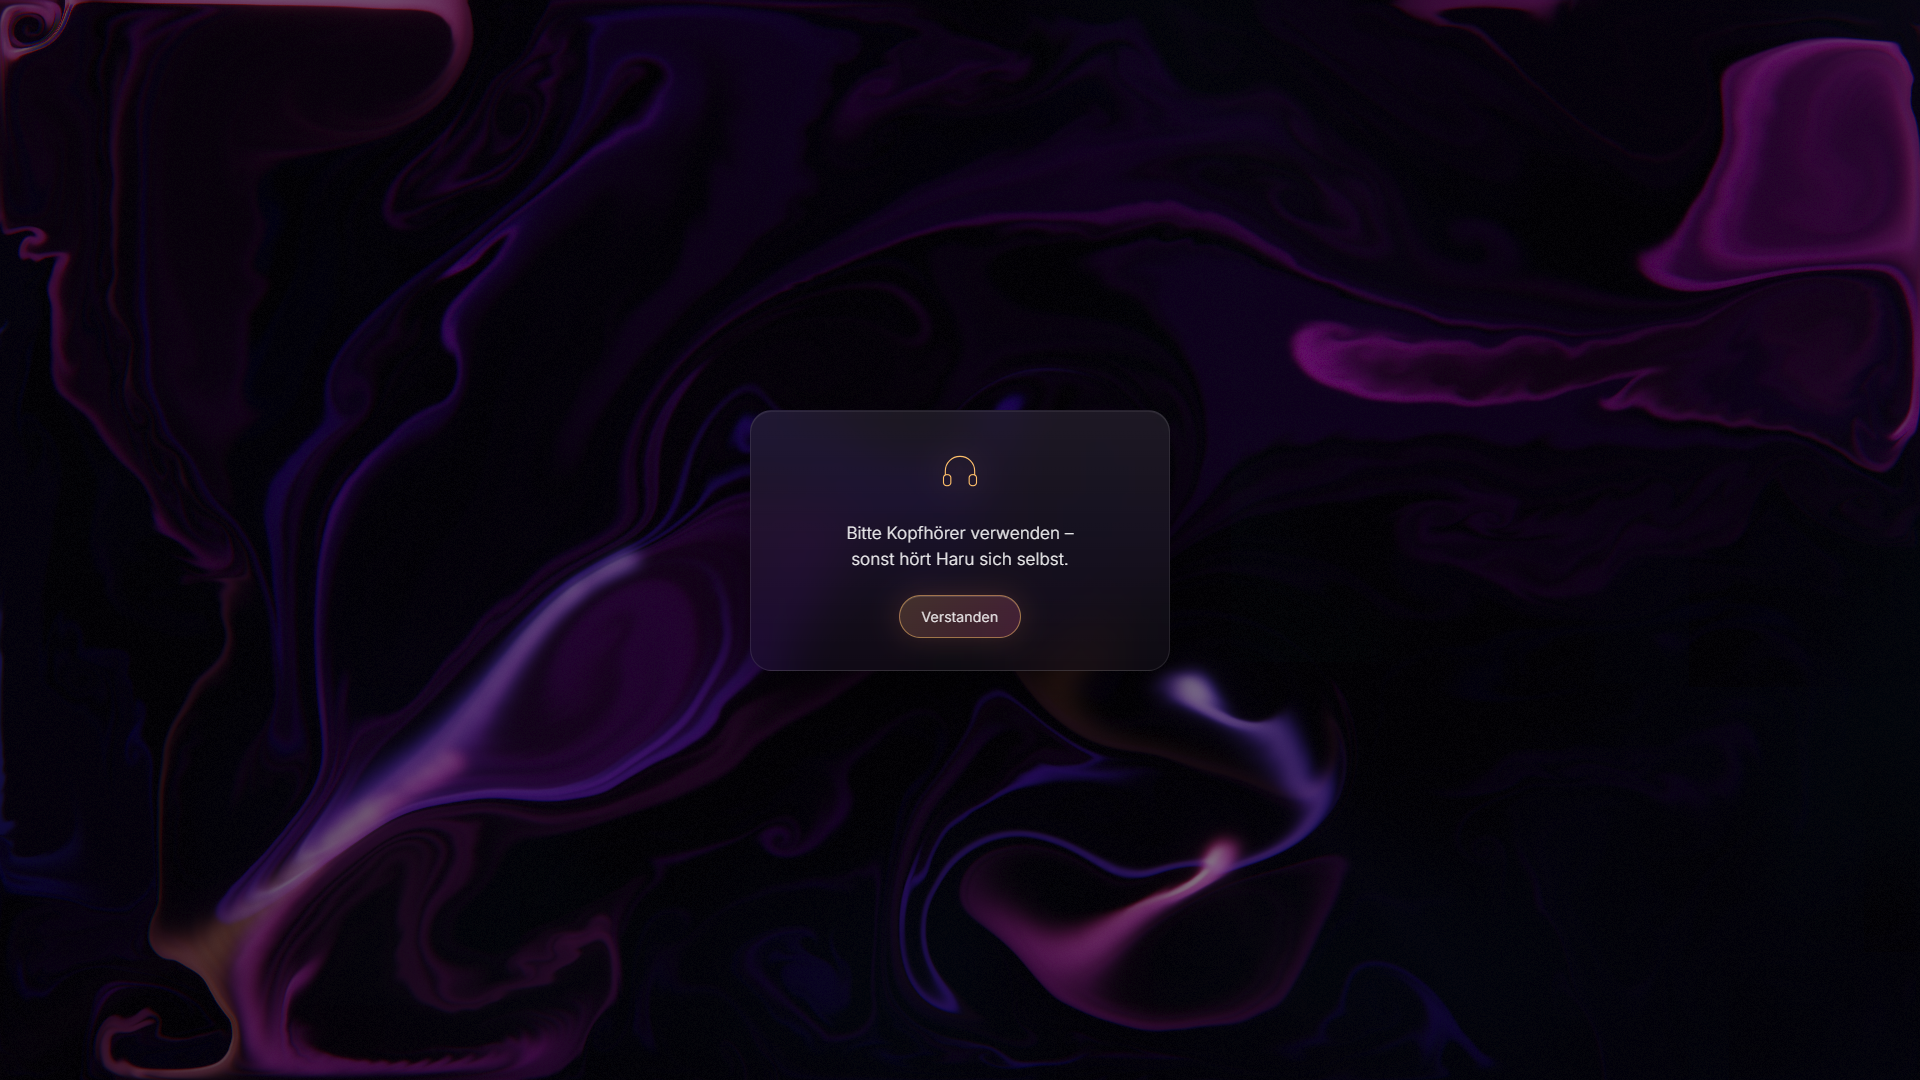 Bitte Kopfhörer verwenden –
sonst hört Haru sich selbst.
Verstanden